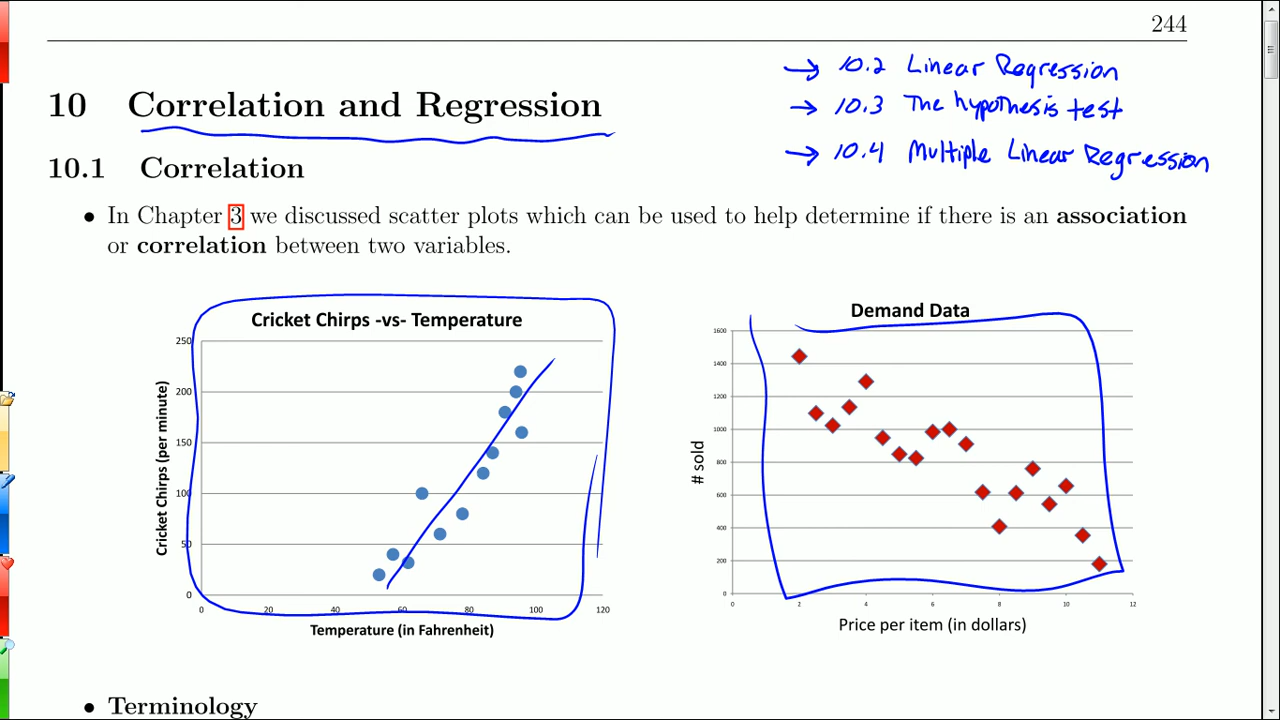 244
→ 10.2 Linear Regression
10 Correlation and Regression
→ 10.3 The hypothesis test
→ 10.4 Multiple Linear Regression
10.1 Correlation
• In Chapter 3 we discussed scatter plots which can be used to help determine if there is an association
or correlation between two variables.
Cricket Chirps -vs- Temperature
250
200
150
100
50
0
0 20 40 60 80 100 120
Cricket Chirps (per minute)
Temperature (in Fahrenheit)
Demand Data
1600
1400
1200
1000
800
600
400
200
0
0 2 4 6 8 10 12
# sold
Price per item (in dollars)
• Terminology